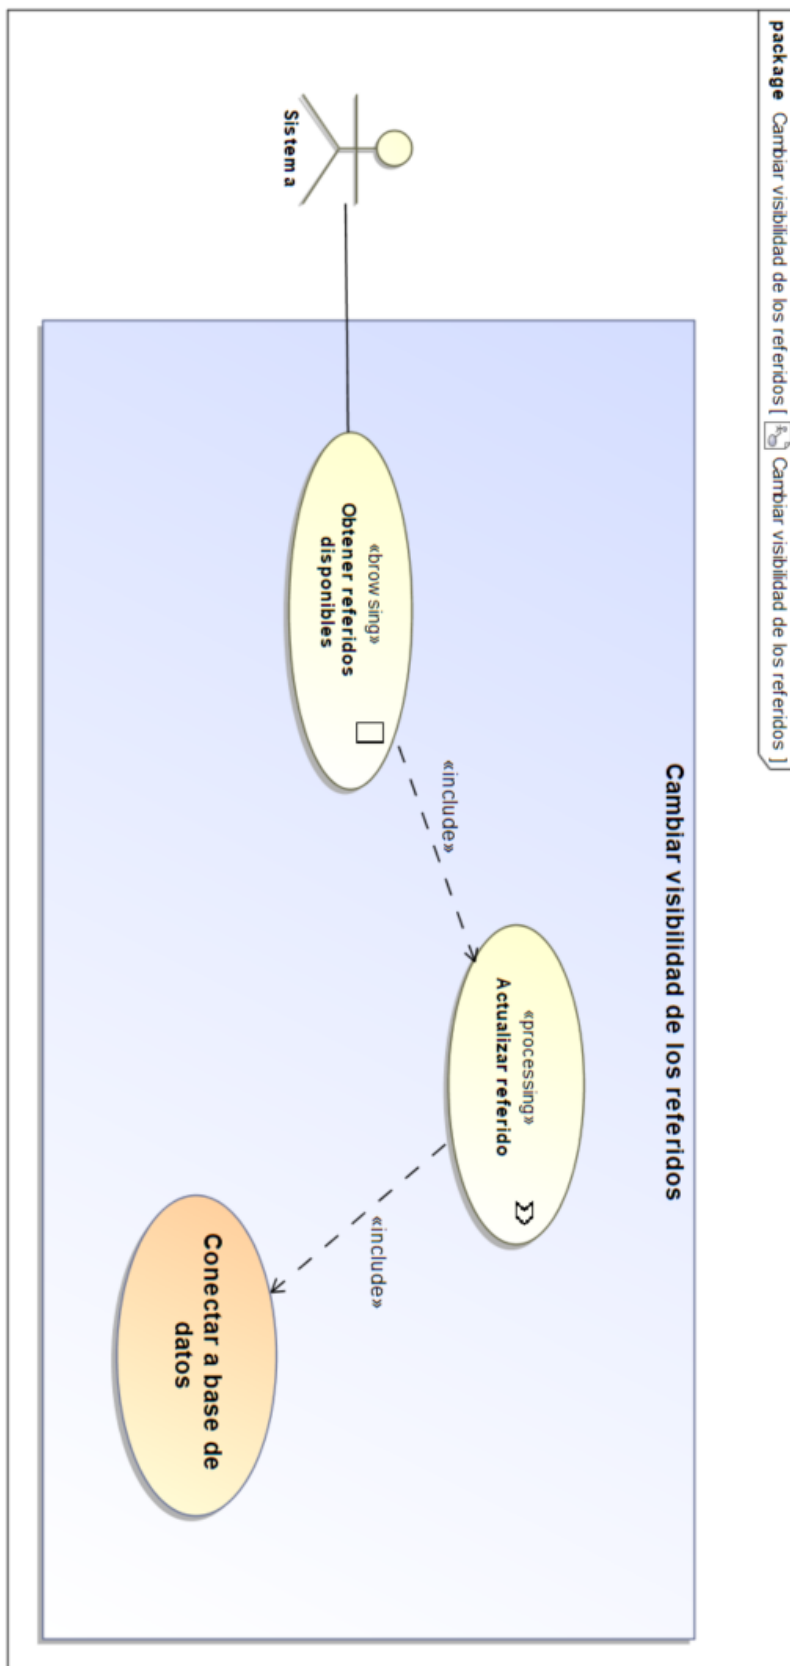 package Cambiar visibilidad de los referidos [ Cambiar visibilidad de los referidos ]
Cambiar visibilidad de los referidos
Sistema
«browsing»
Obtener referidos
disponibles
«include»
«processing»
Actualizar referido
«include»
Conectar a base de
datos